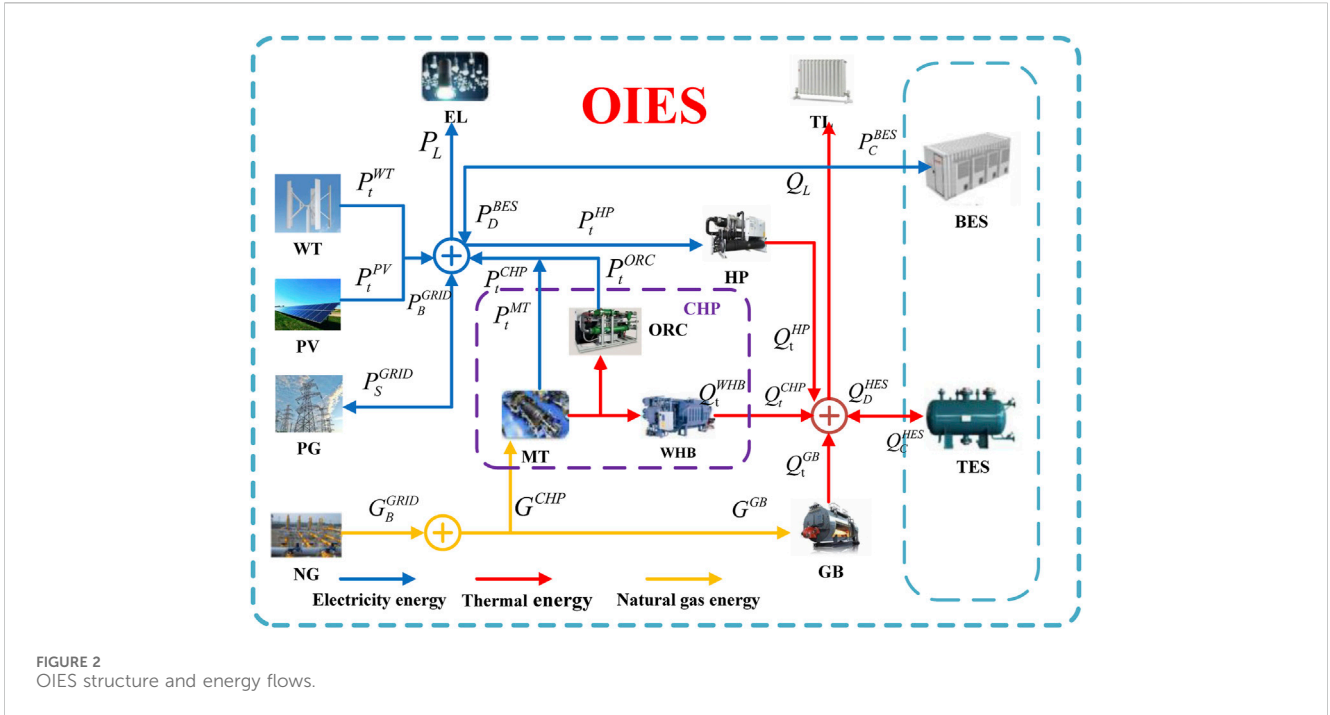 OIES
EL
TL
P_L
P_C^{BES}
P_t^{WT}
Q_L
P_D^{BES}
P_t^{HP}
BES
WT
HP
P_t^{PV}
P_B^{GRID}
P_t^{CHP}
P_t^{ORC}
CHP
P_t^{MT}
ORC
Q_t^{HP}
PV
P_S^{GRID}
Q_t^{WHB}
Q_t^{CHP}
Q_D^{HES}
Q_C^{HES}
PG
MT
WHB
TES
Q_t^{GB}
G_B^{GRID}
G^{CHP}
G^{GB}
NG
GB
Electricity energy
Thermal energy
Natural gas energy
FIGURE 2
OIES structure and energy flows.